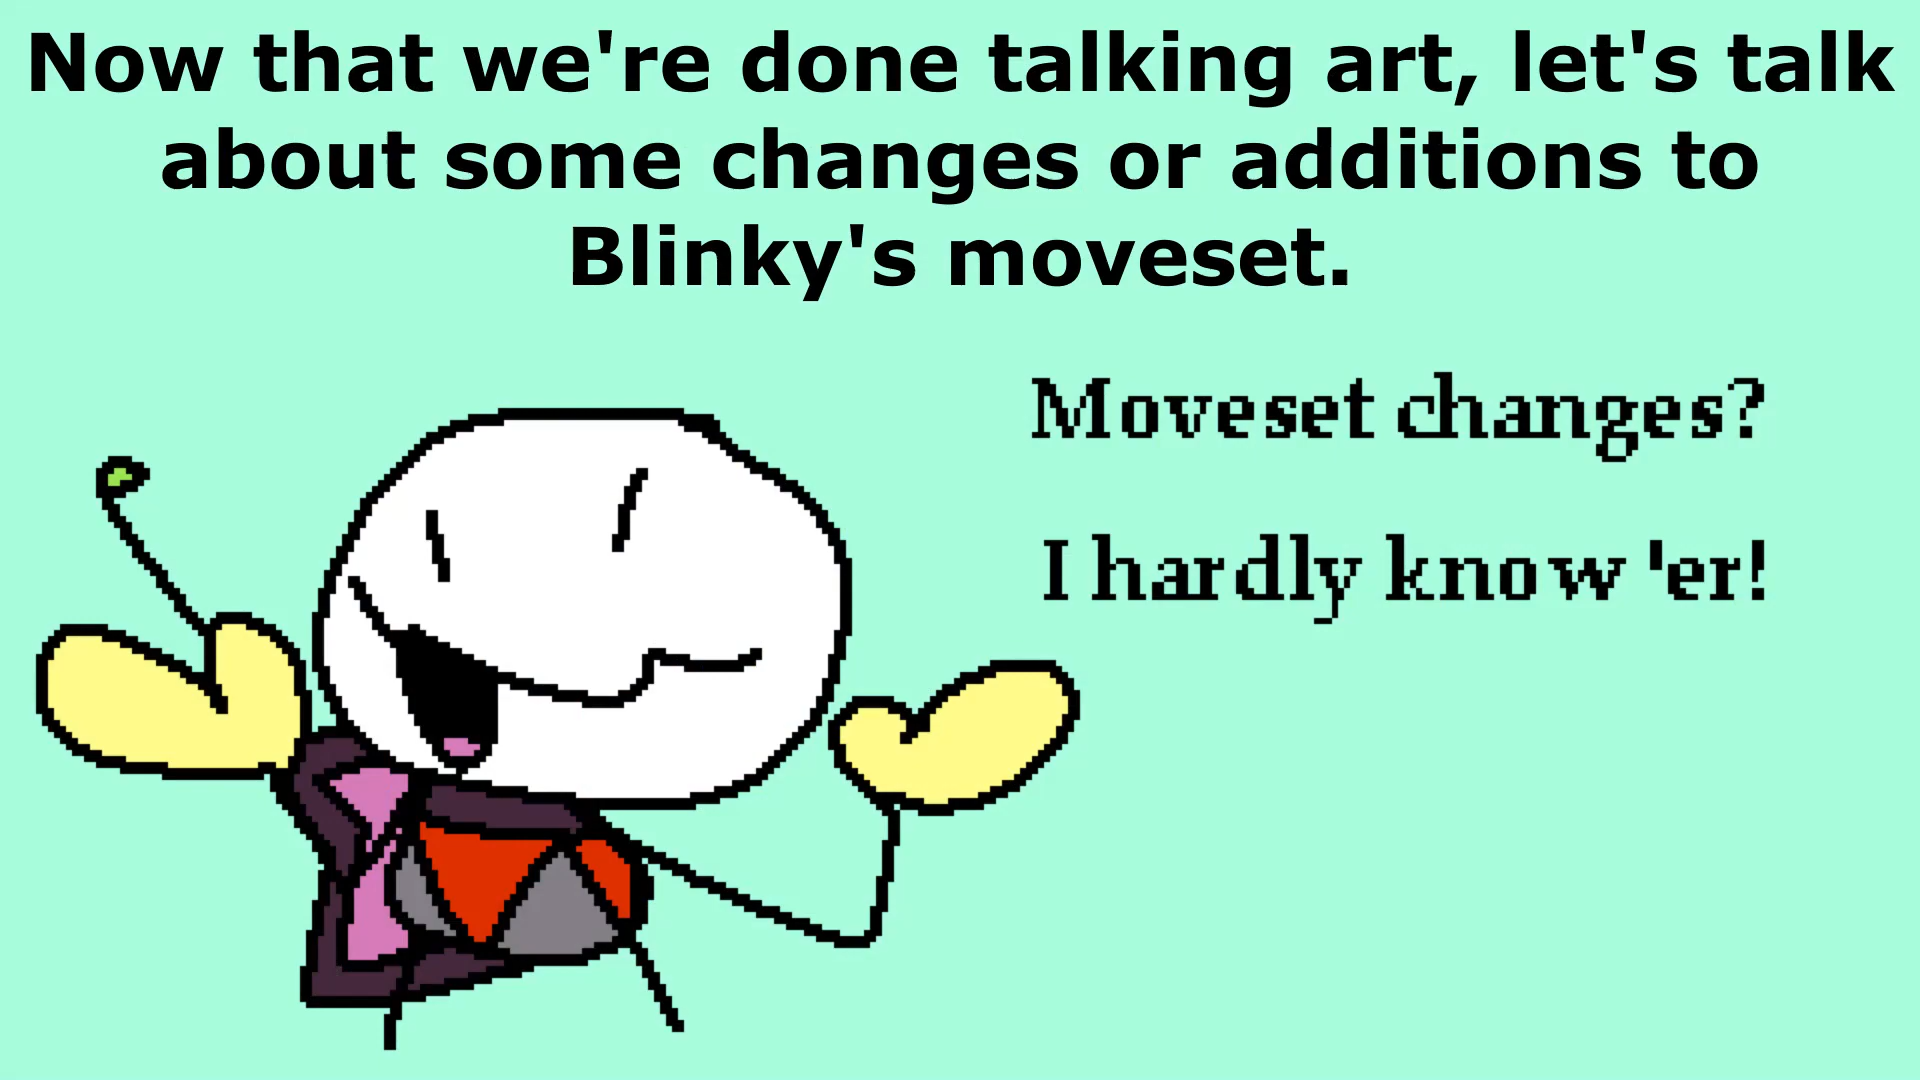 Now that we're done talking art, let's talk
about some changes or additions to
Blinky's moveset.
Moveset changes?
I hardly know 'er!